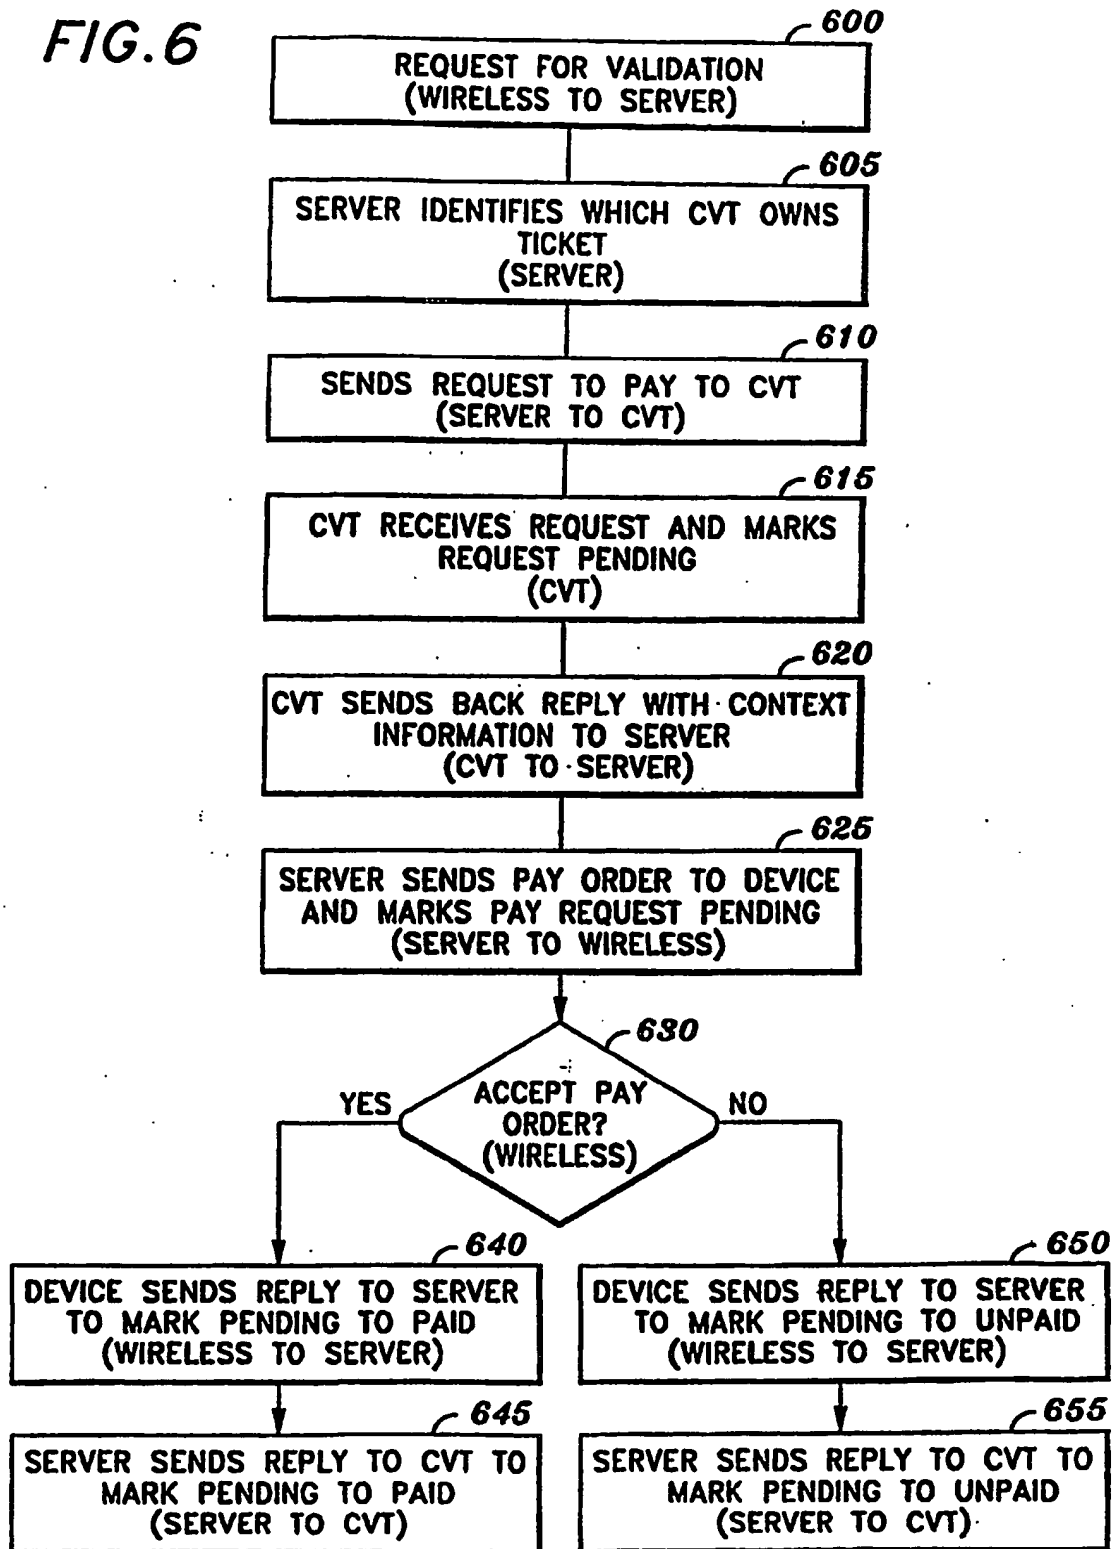 FIG.6
600
REQUEST FOR VALIDATION
(WIRELESS TO SERVER)
605
SERVER IDENTIFIES WHICH CVT OWNS
TICKET
(SERVER)
610
SENDS REQUEST TO PAY TO CVT
(SERVER TO CVT)
615
CVT RECEIVES REQUEST AND MARKS
REQUEST PENDING
(CVT)
620
CVT SENDS BACK REPLY WITH CONTEXT
INFORMATION TO SERVER
(CVT TO SERVER)
625
SERVER SENDS PAY ORDER TO DEVICE
AND MARKS PAY REQUEST PENDING
(SERVER TO WIRELESS)
630
ACCEPT PAY
ORDER?
(WIRELESS)
YES
NO
640
DEVICE SENDS REPLY TO SERVER
TO MARK PENDING TO PAID
(WIRELESS TO SERVER)
645
SERVER SENDS REPLY TO CVT TO
MARK PENDING TO PAID
(SERVER TO CVT)
650
DEVICE SENDS REPLY TO SERVER
TO MARK PENDING TO UNPAID
(WIRELESS TO SERVER)
655
SERVER SENDS REPLY TO CVT TO
MARK PENDING TO UNPAID
(SERVER TO CVT)